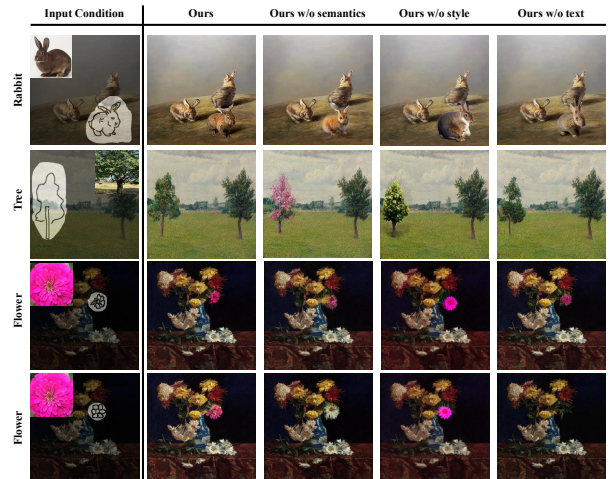 Input Condition Ours Ours w/o semantics Ours w/o style Ours w/o text
Rabbit
Tree
Flower
Flower